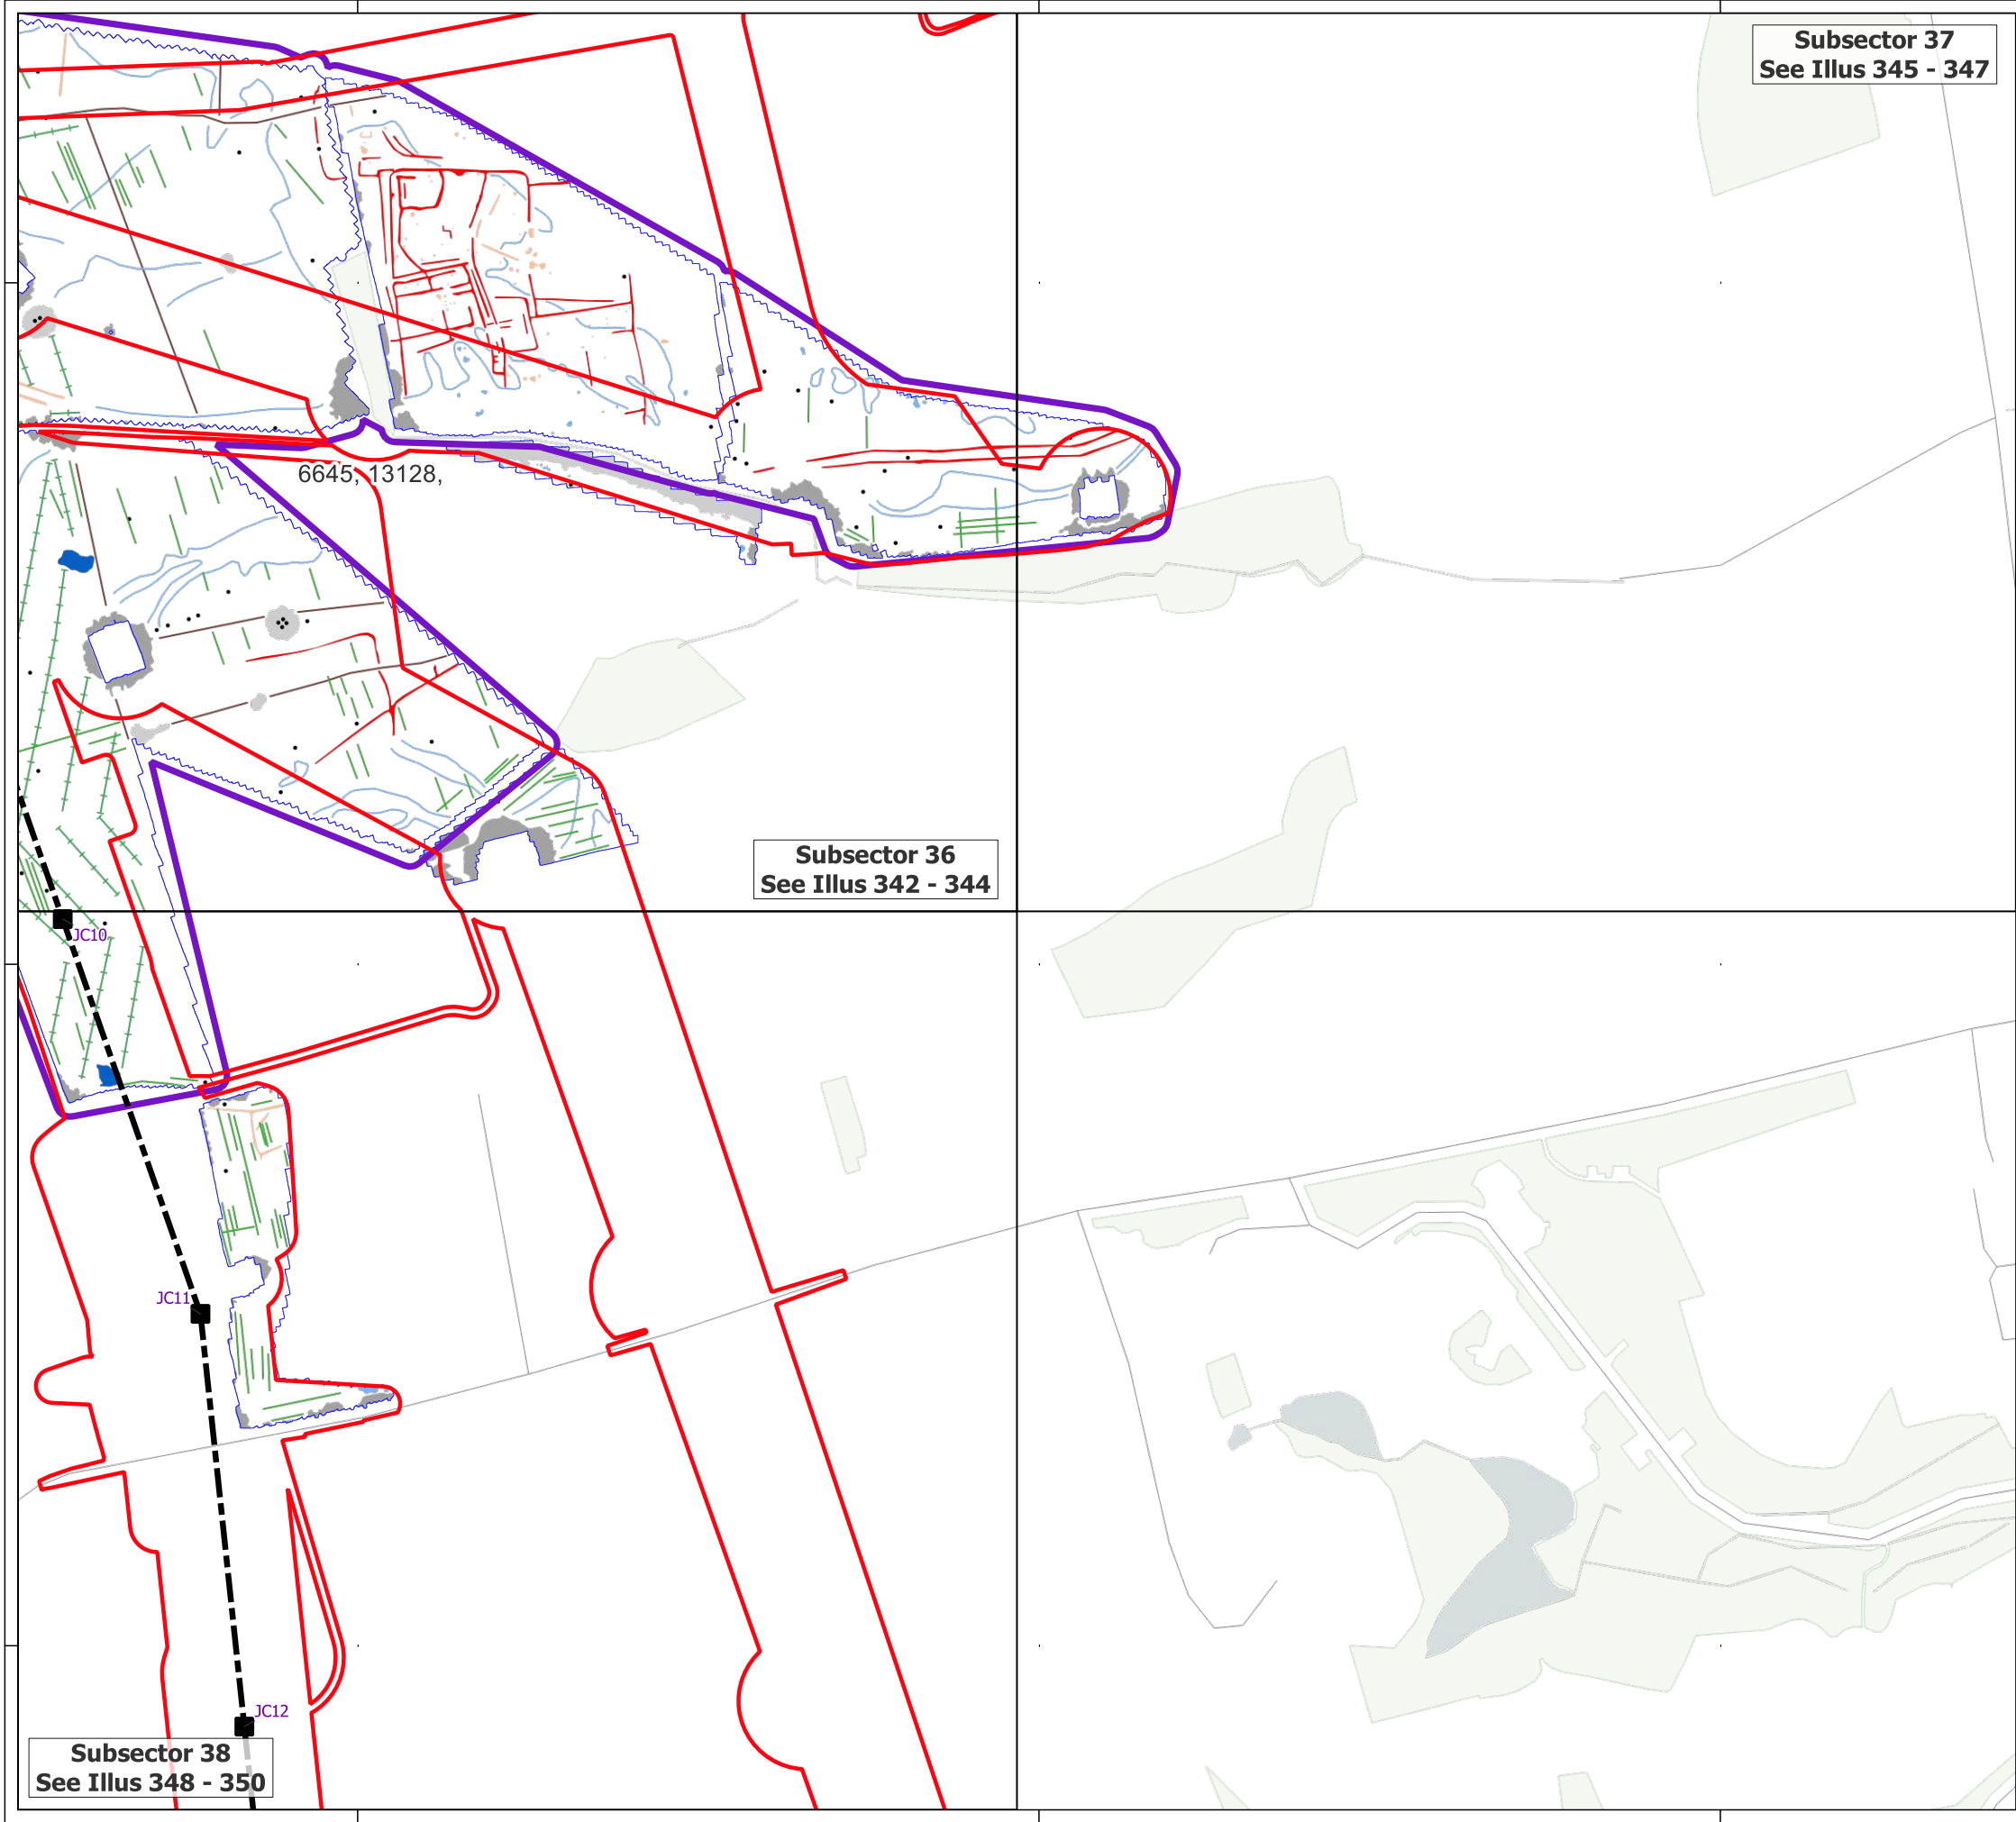 Subsector 37
See Illus 345 - 347
6645, 13128,
Subsector 36
See Illus 342 - 344
JC10
JC11
JC12
Subsector 38
See Illus 348 - 350